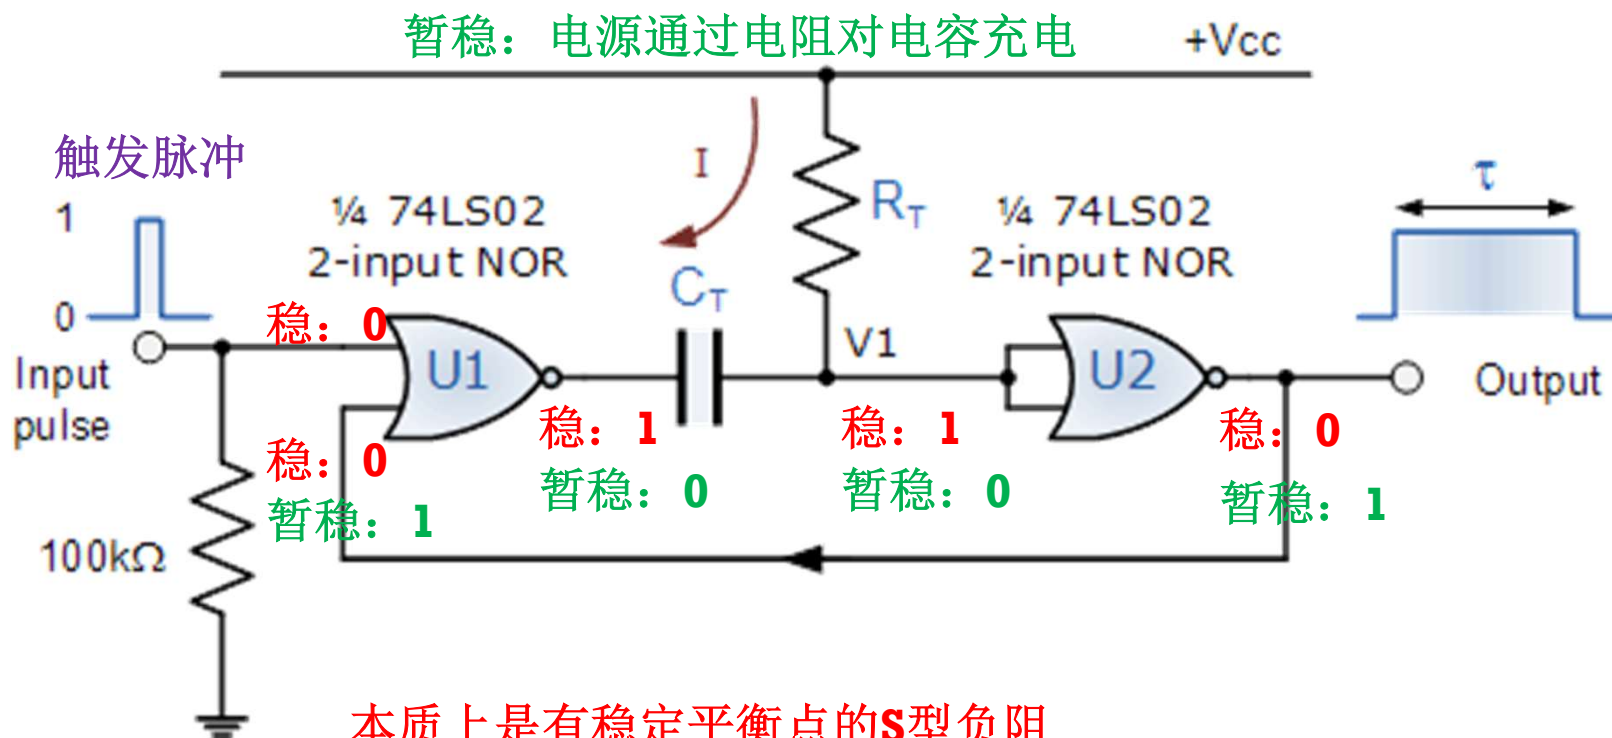 暂稳：电源通过电阻对电容充电
+Vcc
触发脉冲
1
0
I
¼ 74LS02
2-input NOR
C_T
R_T
¼ 74LS02
2-input NOR
τ
稳：0
U1
V1
U2
Input
pulse
Output
稳：1
稳：1
稳：0
稳：0
暂稳：0
暂稳：0
暂稳：1
暂稳：1
100kΩ
本质上是有稳定平衡点的S型负阻